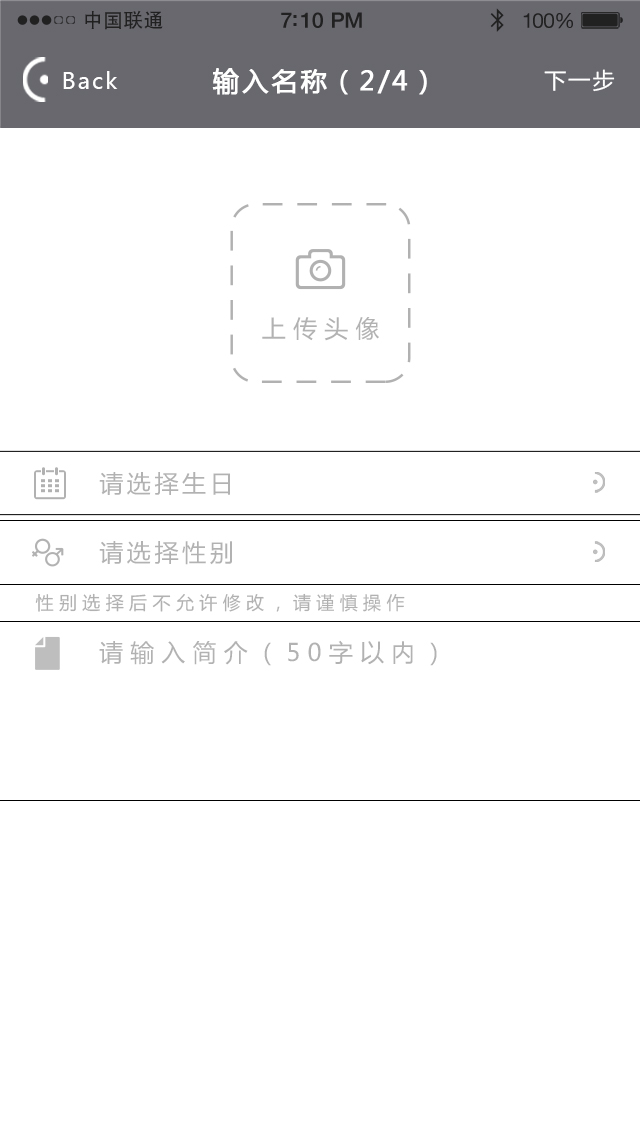 中国联通 7:10 PM 100%
Back 输入名称（2/4） 下一步
上传头像
请选择生日
请选择性别
性别选择后不允许修改，请谨慎操作
请输入简介（50字以内）